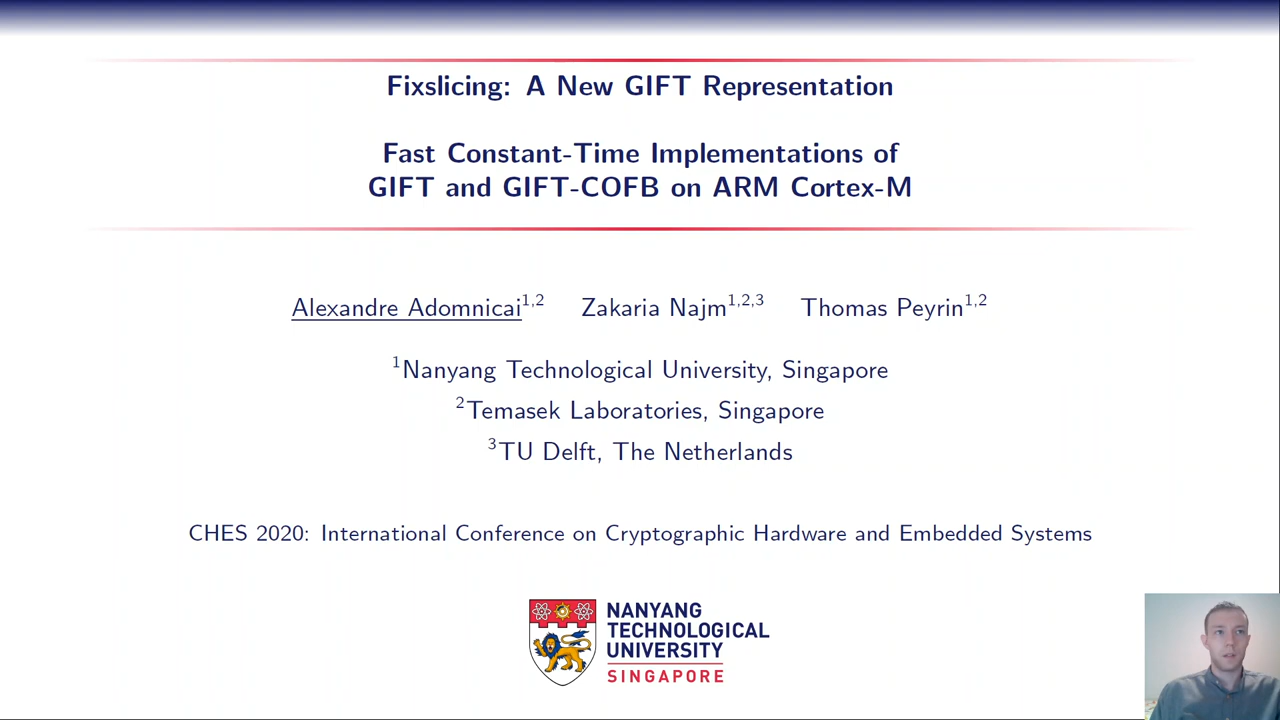 Fixslicing: A New GIFT Representation
Fast Constant-Time Implementations of
GIFT and GIFT-COFB on ARM Cortex-M
Alexandre Adomnicai1,2 Zakaria Najm1,2,3 Thomas Peyrin1,2
1Nanyang Technological University, Singapore
2Temasek Laboratories, Singapore
3TU Delft, The Netherlands
CHES 2020: International Conference on Cryptographic Hardware and Embedded Systems
NANYANG
TECHNOLOGICAL
UNIVERSITY
SINGAPORE